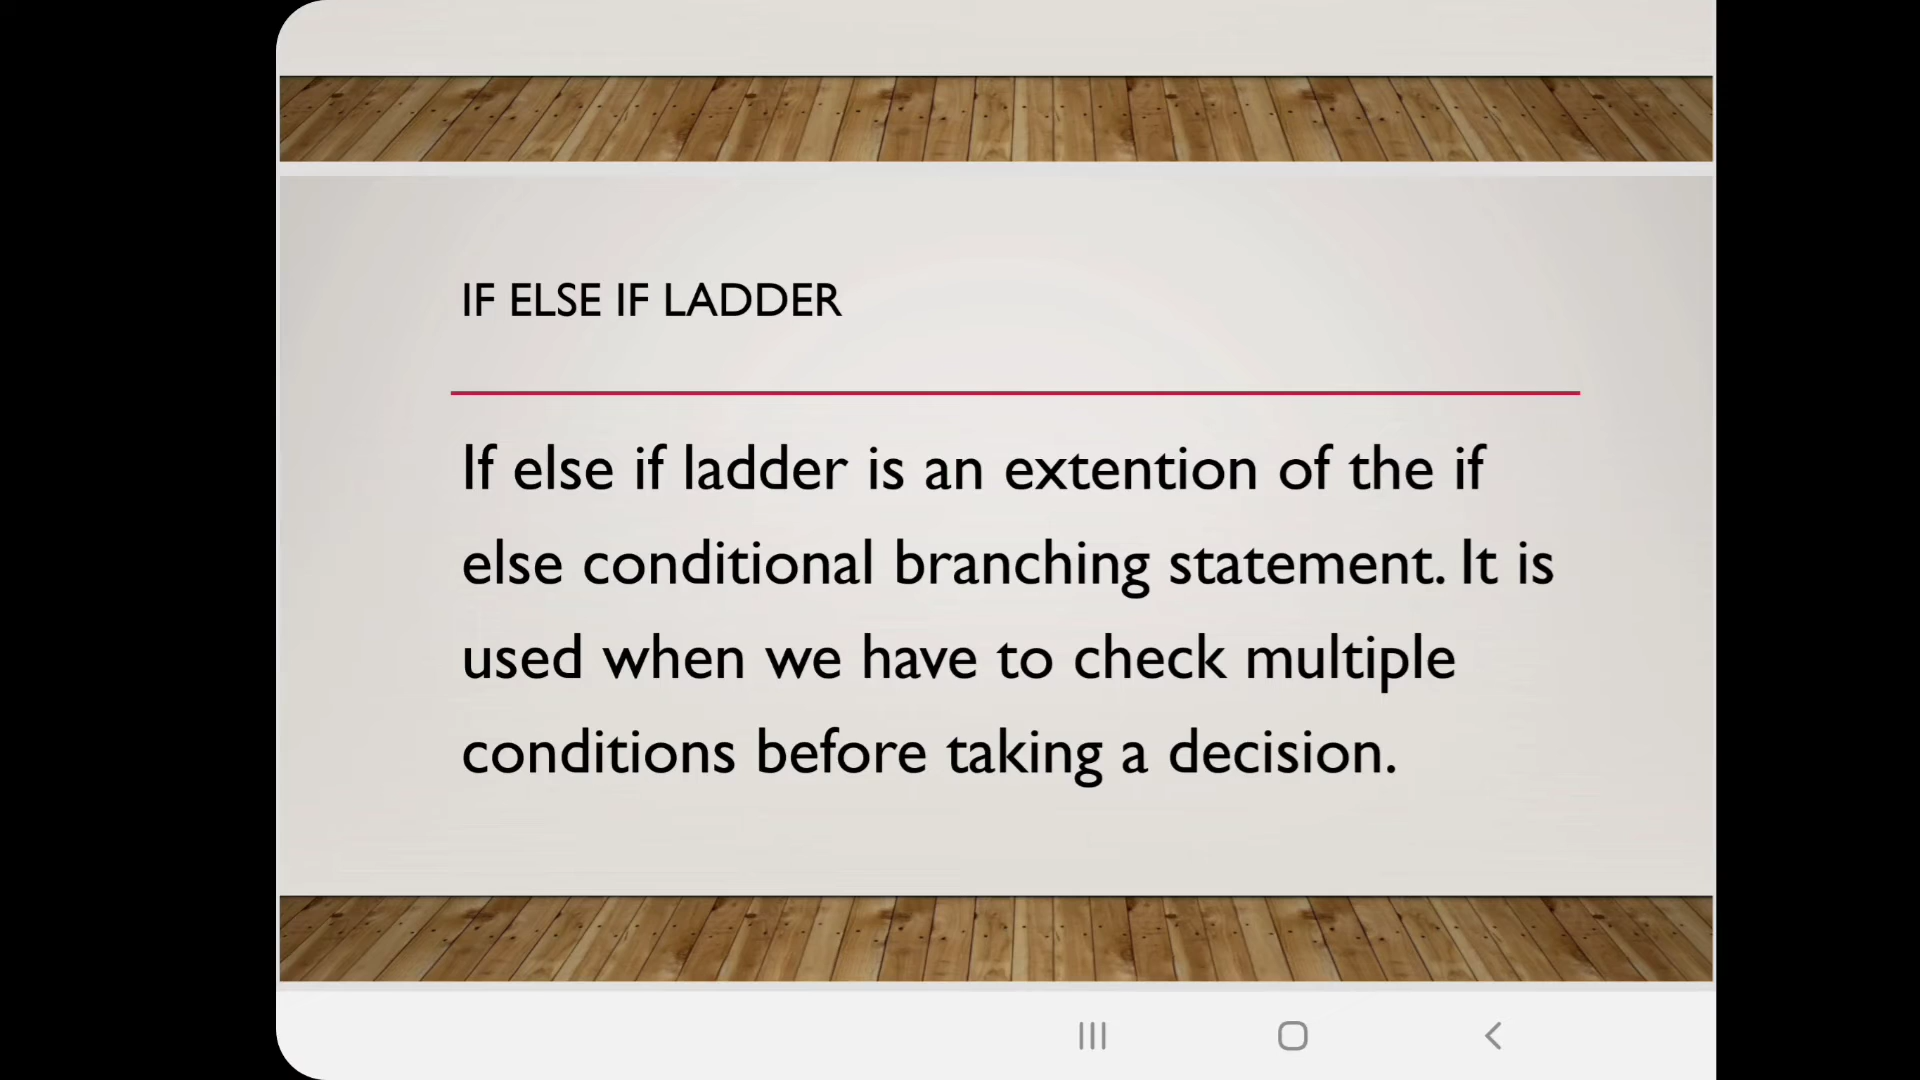 IF ELSE IF LADDER
If else if ladder is an extention of the if
else conditional branching statement. It is
used when we have to check multiple
conditions before taking a decision.